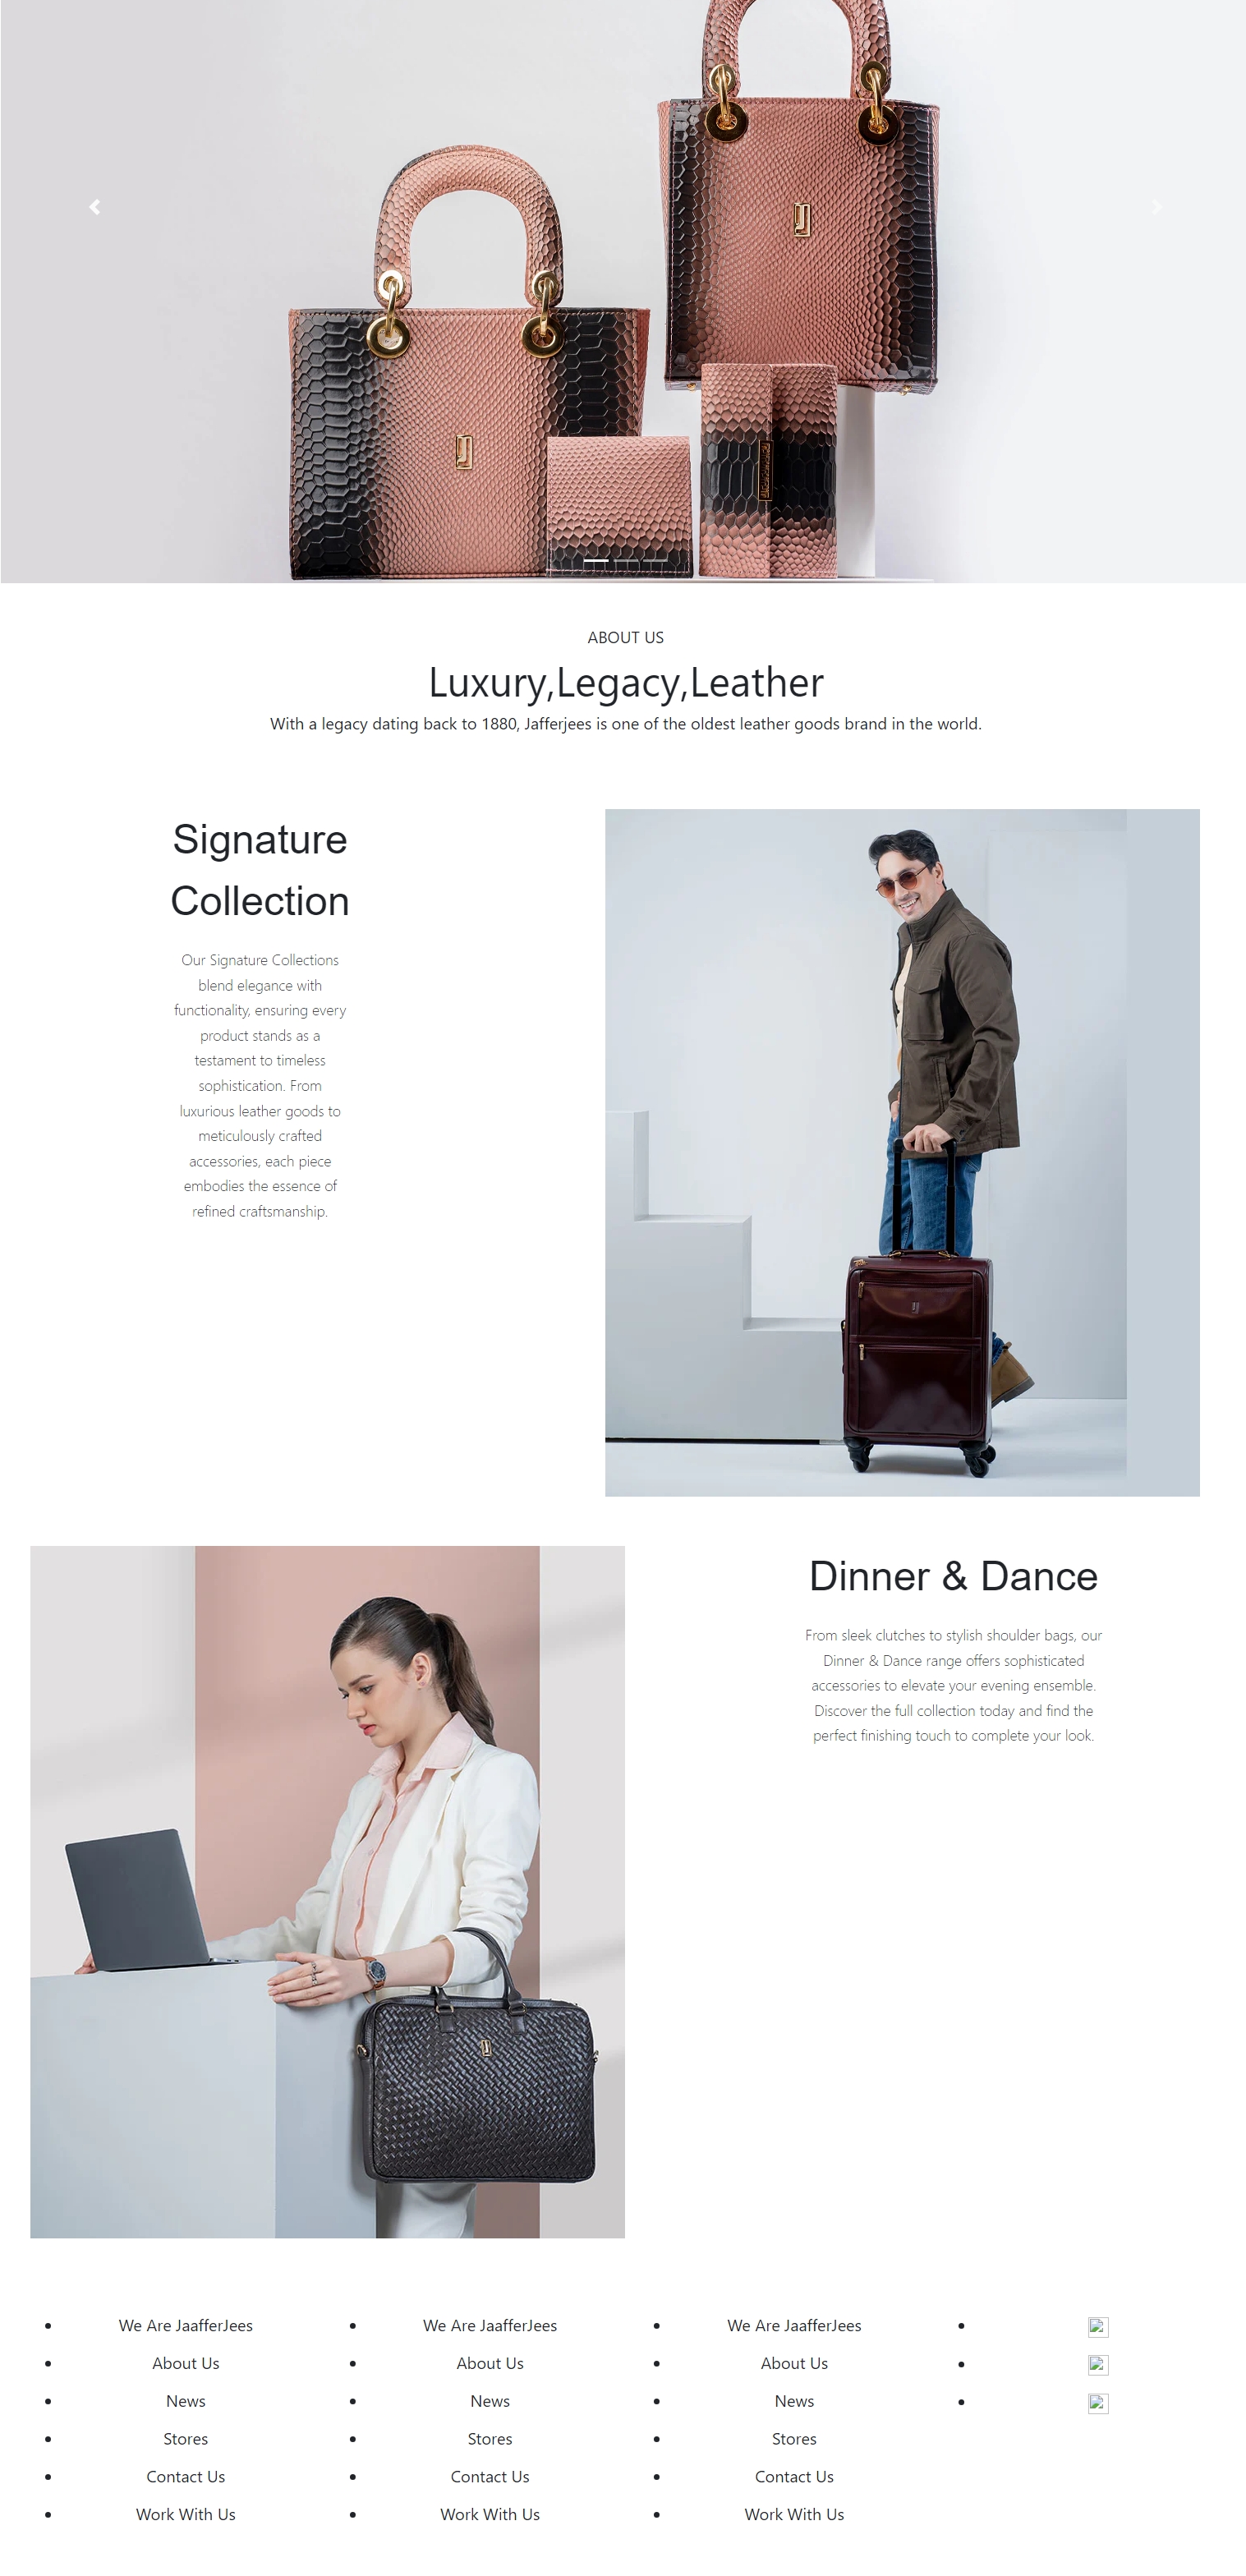 ABOUT US
Luxury,Legacy,Leather
With a legacy dating back to 1880, Jafferjees is one of the oldest leather goods brand in the world.
Signature
Collection
Our Signature Collections
blend elegance with
functionality, ensuring every
product stands as a
testament to timeless
sophistication. From
luxurious leather goods to
meticulously crafted
accessories, each piece
embodies the essence of
refined craftsmanship.
Dinner & Dance
From sleek clutches to stylish shoulder bags, our
Dinner & Dance range offers sophisticated
accessories to elevate your evening ensemble.
Discover the full collection today and find the
perfect finishing touch to complete your look.
We Are JaafferJees
About Us
News
Stores
Contact Us
Work With Us
We Are JaafferJees
About Us
News
Stores
Contact Us
Work With Us
We Are JaafferJees
About Us
News
Stores
Contact Us
Work With Us